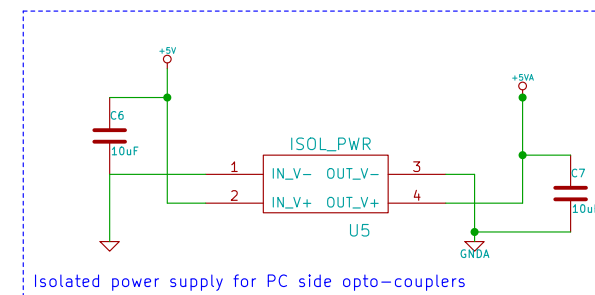 +5V
+5VA
C6
10uF
ISOL_PWR
1
IN_V-
OUT_V-
3
C7
2
IN_V+
OUT_V+
4
10uF
U5
GNDA
Isolated power supply for PC side opto-couplers